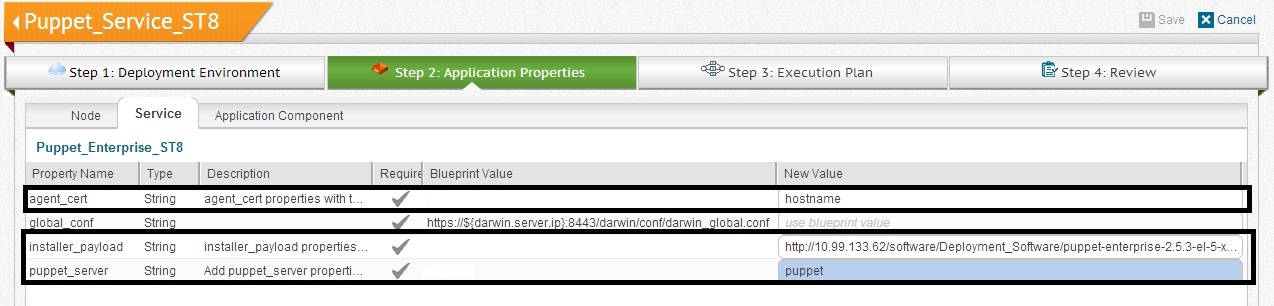 Puppet_Service_ST8
Save Cancel
Step 1: Deployment Environment Step 2: Application Properties Step 3: Execution Plan Step 4: Review
Node Service Application Component
Puppet_Enterprise_ST8
Property Name Type Description Require Blueprint Value New Value
agent_cert String agent_cert properties with t... hostname
global_conf String https://${darwin.server.ip}:8443/darwin/conf/darwin_global.conf use blueprint value
installer_payload String installer_payload properties... http://10.99.133.62/software/Deployment_Software/puppet-enterprise-2.5.3-el-5-x...
puppet_server String Add puppet_server properti... puppet